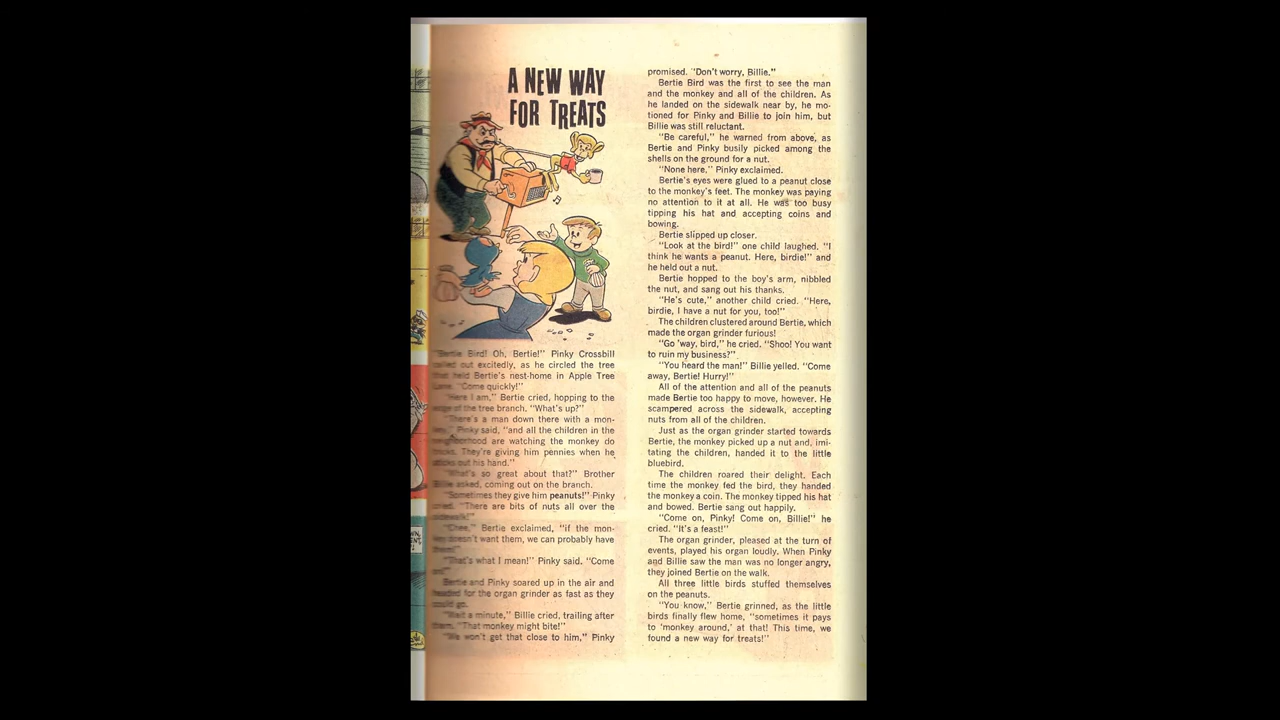 A NEW WAY
FOR TREATS
"Bertie Bird! Oh, Bertie!" Pinky Crossbill
called out excitedly, as he circled the tree
that held Bertie's nest-home in Apple Tree
Lane. "Come quickly!"
"Here I am," Bertie cried, hopping to the
edge of the tree branch. "What's up?"
"There's a man down there with a mon-
key," Pinky said, "and all the children in the
neighborhood are watching the monkey do
tricks. They're giving him pennies when he
sticks out his hand."
"What's so great about that?" Brother
Billie asked, coming out on the branch.
"Sometimes they give him peanuts!" Pinky
cried. "There are bits of nuts all over the
sidewalk!"
"Chee," Bertie exclaimed, "if the mon-
key doesn't want them, we can probably have
them!"
"That's what I mean!" Pinky said. "Come
on!"
Bertie and Pinky soared up in the air and
headed for the organ grinder as fast as they
could go.
"Wait a minute," Billie cried, trailing after
them. "That monkey might bite!"
"We won't get that close to him," Pinky
promised. "Don't worry, Billie."
Bertie Bird was the first to see the man
and the monkey and all of the children. As
he landed on the sidewalk near by, he mo-
tioned for Pinky and Billie to join him, but
Billie was still reluctant.
"Be careful," he warned from above, as
Bertie and Pinky busily picked among the
shells on the ground for a nut.
"None here," Pinky exclaimed.
Bertie's eyes were glued to a peanut close
to the monkey's feet. The monkey was paying
no attention to it at all. He was too busy
tipping his hat and accepting coins and
bowing.
Bertie slipped up closer.
"Look at the bird!" one child laughed. "I
think he wants a peanut. Here, birdie!" and
he held out a nut.
Bertie hopped to the boy's arm, nibbled
the nut, and sang out his thanks.
"He's cute," another child cried. "Here,
birdie, I have a nut for you, too!"
The children clustered around Bertie, which
made the organ grinder furious!
"Go 'way, bird," he cried. "Shoo! You want
to ruin my business?"
"You heard the man!" Billie yelled. "Come
away, Bertie! Hurry!"
All of the attention and all of the peanuts
made Bertie too happy to move, however. He
scampered across the sidewalk, accepting
nuts from all of the children.
Just as the organ grinder started towards
Bertie, the monkey picked up a nut and, imi-
tating the children, handed it to the little
bluebird.
The children roared their delight. Each
time the monkey fed the bird, they handed
the monkey a coin. The monkey tipped his hat
and bowed. Bertie sang out happily.
"Come on, Pinky! Come on, Billie!" he
cried. "It's a feast!"
The organ grinder, pleased at the turn of
events, played his organ loudly. When Pinky
and Billie saw the man was no longer angry,
they joined Bertie on the walk.
All three little birds stuffed themselves
on the peanuts.
"You know," Bertie grinned, as the little
birds finally flew home, "sometimes it pays
to 'monkey around,' at that! This time, we
found a new way for treats!"